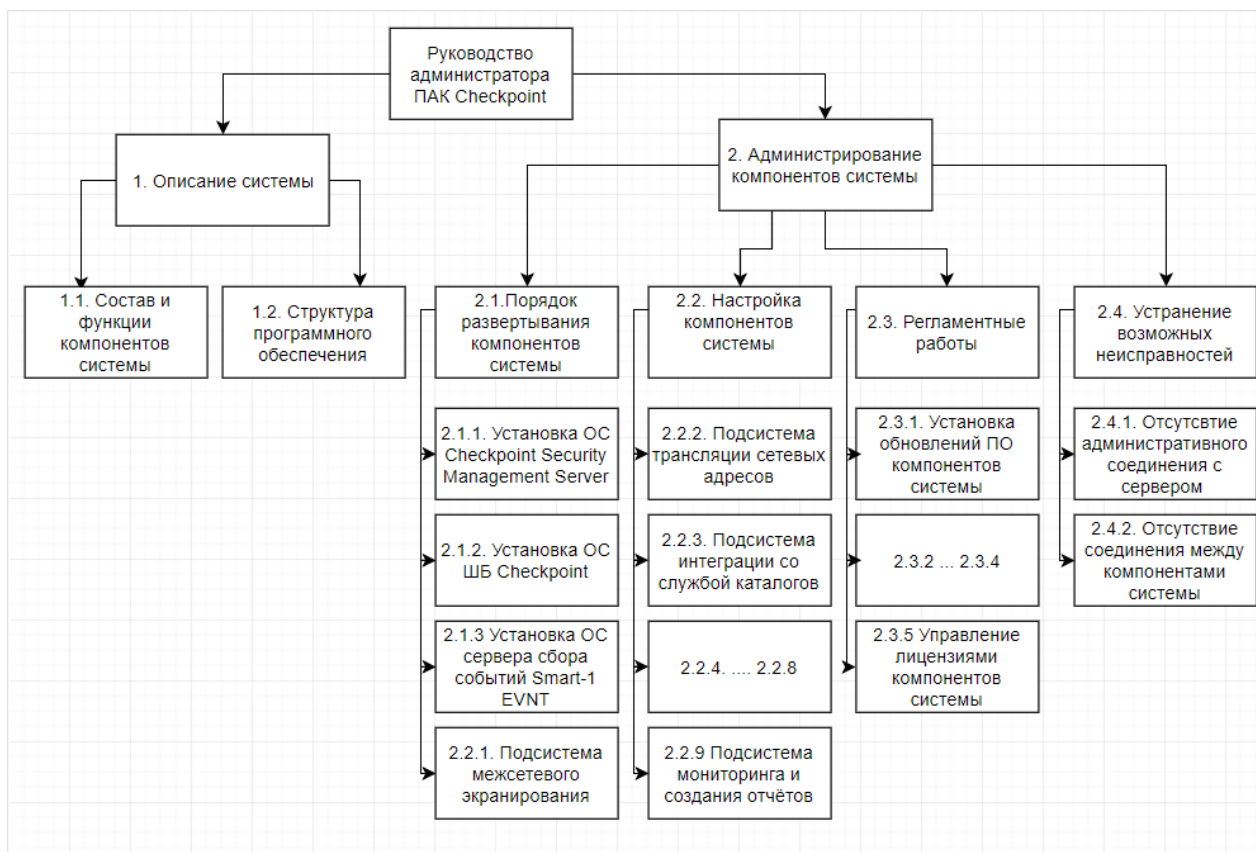 Руководство
администратора
ПАК Checkpoint
1. Описание системы
2. Администрирование
компонентов системы
1.1. Состав и
функции
компонентов
системы
1.2. Структура
программного
обеспечения
2.1.Порядок
развертывания
компонентов
системы
2.2. Настройка
компонентов
системы
2.3. Регламентные
работы
2.4. Устранение
возможных
неисправностей
2.1.1. Установка ОС
Checkpoint Security
Management Server
2.2.2. Подсистема
трансляции сетевых
адресов
2.3.1. Установка
обновлений ПО
компонентов
системы
2.4.1. Отсутсвтие
административного
соединения с
сервером
2.1.2. Установка ОС
ШБ Checkpoint
2.2.3. Подсистема
интеграции со
службой каталогов
2.3.2 ... 2.3.4
2.4.2. Отсутствие
соединения между
компонентами
системы
2.1.3 Установка ОС
сервера сбора
событий Smart-1
EVNT
2.2.4. .... 2.2.8
2.3.5 Управление
лицензиями
компонентов
системы
2.2.1. Подсистема
межсетевого
экранирования
2.2.9 Подсистема
мониторинга и
создания отчётов